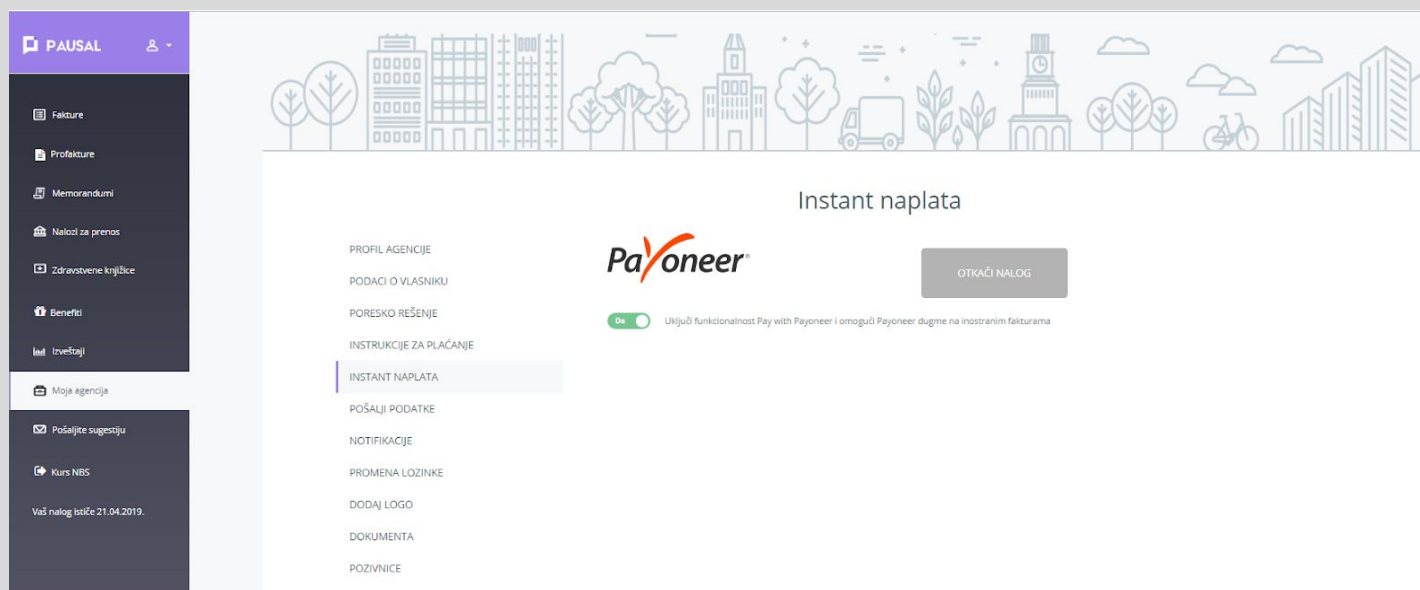 PAUSAL
Fakture
Profakture
Memorandumi
Nalozi za prenos
Zdravstvene knjižice
Benefiti
Izveštaji
Moja agencija
Pošaljite sugestiju
Kurs NBS
Vaš nalog ističe 21.04.2019.
Instant naplata
PROFIL AGENCIJE
PODACI O VLASNIKU
PORESKO REŠENJE
INSTRUKCIJE ZA PLAĆANJE
INSTANT NAPLATA
POŠALJI PODATKE
NOTIFIKACIJE
PROMENA LOZINKE
DODAJ LOGO
DOKUMENTA
POZIVNICE
Payoneer
OTKAČI NALOG
Da
Uključi funkcionalnost Pay with Payoneer i omogući Payoneer dugme na inostranim fakturama